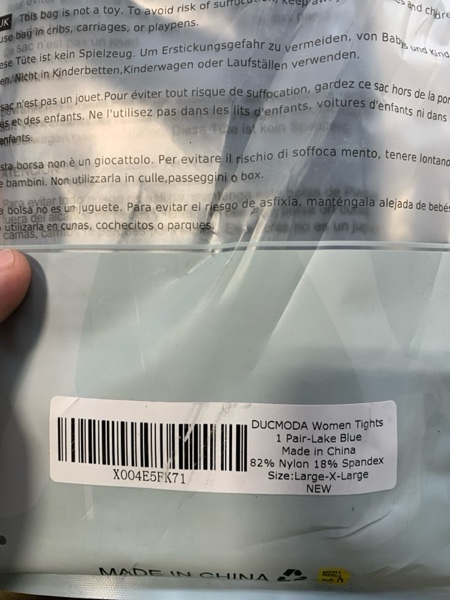 UK This bag is not a toy. To avoid risk of suffocation, keep away
and chdre
use bag in cribs, carriages, or playpens.
ese Tüte ist kein Spielzeug. Um Erstickungsgefahr zu vermeiden, von Babys und Kind
en. Nicht in Kinderbetten,Kinderwagen oder Laufställen verwenden.
sac n'est pas un jouet.Pour éviter tout risque de suffocation, gardez ce sac hors de la por
és et des enfants. Ne l'utilisez pas dans les lits d'enfants, voitures d'enfants ni dans
enfants.
sta borsa non è un giocattolo. Per evitare il rischio di soffoca mento, tenere lontano
e bambini. Non utilizzarla in culle,passeggini o box.
a bolsa no es un juguete. Para evitar el riesgo de asfixia, manténgala alejada de bebés
utilizarla en cunas, cochecitos o parques.
DUCMODA Women Tights
1 Pair-Lake Blue
Made in China
82% Nylon 18% Spandex
Size:Large-X-Large
NEW
X004E5FK71
MADE IN CHINA